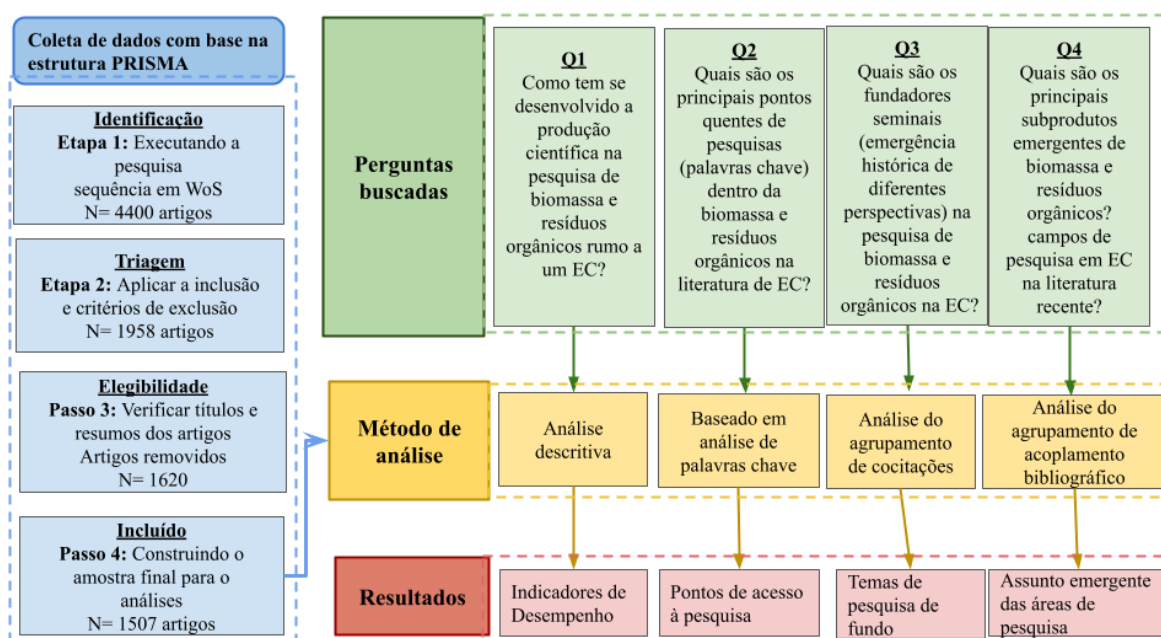 Coleta de dados com base na
estrutura PRISMA
Identificação
Etapa 1: Executando a
pesquisa
sequência em WoS
N= 4400 artigos
Triagem
Etapa 2: Aplicar a inclusão
e critérios de exclusão
N= 1958 artigos
Elegibilidade
Passo 3: Verificar títulos e
resumos dos artigos
Artigos removidos
N= 1620
Incluído
Passo 4: Construindo o
amostra final para o
análises
N= 1507 artigos
Perguntas
buscadas
Q1
Como tem se
desenvolvido a
produção
científica na
pesquisa de
biomassa e
resíduos
orgânicos rumo a
um EC?
Q2
Quais são os
principais pontos
quentes de
pesquisas
(palavras chave)
dentro da
biomassa e
resíduos
orgânicos na
literatura de EC?
Q3
Quais são os
fundadores
seminais
(emergência
histórica de
diferentes
perspectivas) na
pesquisa de
biomassa e
resíduos
orgânicos na EC?
Q4
Quais são os
principais
subprodutos
emergentes de
biomassa e
resíduos
orgânicos?
campos de
pesquisa em EC
na literatura
recente?
Método de
análise
Análise
descritiva
Baseado em
análise de
palavras chave
Análise do
agrupamento
de cocitações
Análise do
agrupamento de
acoplamento
bibliográfico
Resultados
Indicadores de
Desempenho
Pontos de acesso
à pesquisa
Temas de
pesquisa de
fundo
Assunto emergente
das áreas de
pesquisa